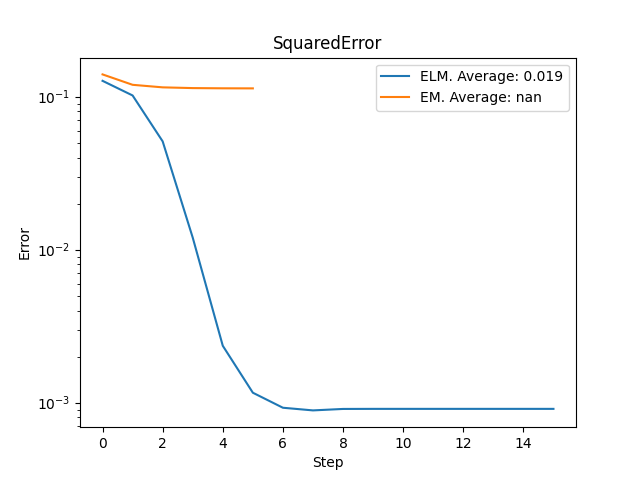 SquaredError
ELM. Average: 0.019
EM. Average: nan
10⁻¹
10⁻²
10⁻³
Error
0 2 4 6 8 10 12 14
Step